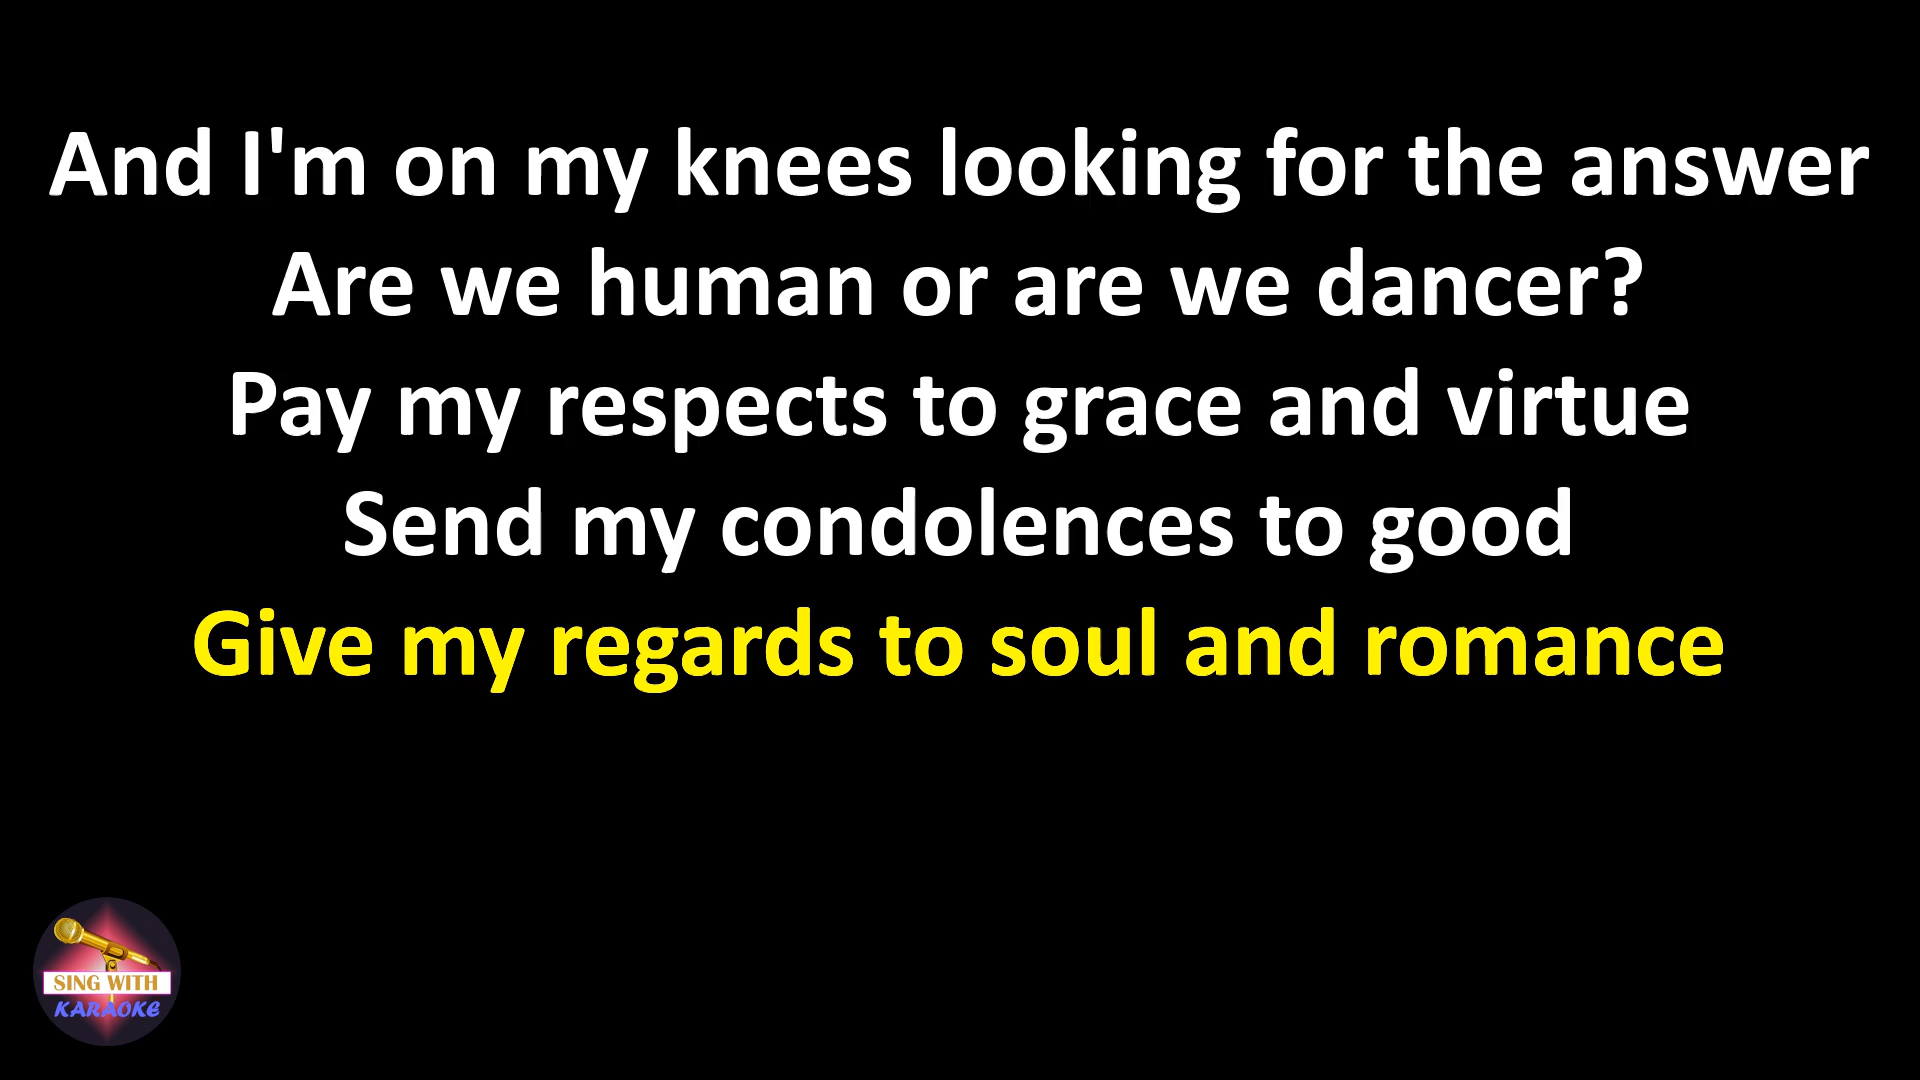 And I'm on my knees looking for the answer
Are we human or are we dancer?
Pay my respects to grace and virtue
Send my condolences to good
Give my regards to soul and romance
SING WITH
KARAOKE